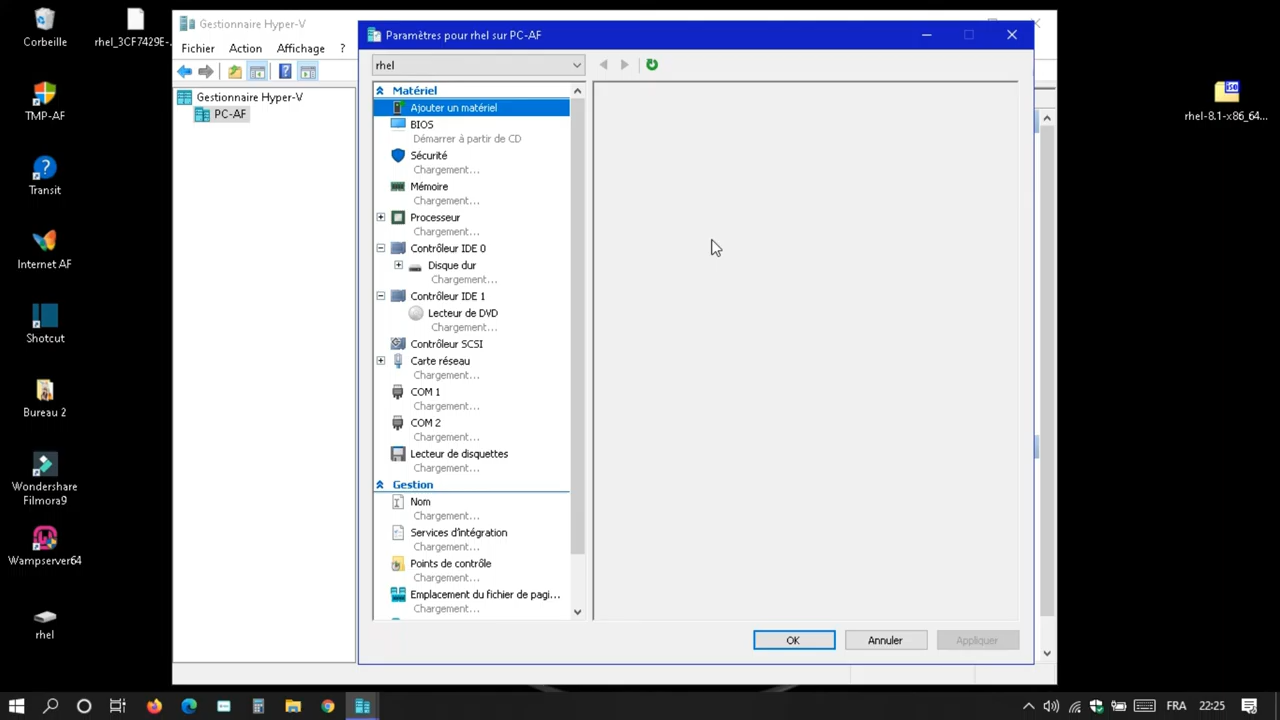 Corbeille
rhel_3CF7429E-...
TMP-AF
Transit
Internet AF
Shotcut
Bureau 2
Wondershare
Filmora9
Wampserver64
rhel
Gestionnaire Hyper-V
Fichier Action Affichage ?
Gestionnaire Hyper-V
PC-AF
Paramètres pour rhel sur PC-AF
rhel
Matériel
Ajouter un matériel
BIOS
Démarrer à partir de CD
Sécurité
Chargement...
Mémoire
Chargement...
Processeur
Chargement...
Contrôleur IDE 0
Disque dur
Chargement...
Contrôleur IDE 1
Lecteur de DVD
Chargement...
Contrôleur SCSI
Carte réseau
Chargement...
COM 1
Chargement...
COM 2
Chargement...
Lecteur de disquettes
Chargement...
Gestion
Nom
Chargement...
Services d'intégration
Chargement...
Points de contrôle
Chargement...
Emplacement du fichier de pagi...
Chargement...
OK
Annuler
Appliquer
iso
rhel-8.1-x86_64...
FRA
22:25